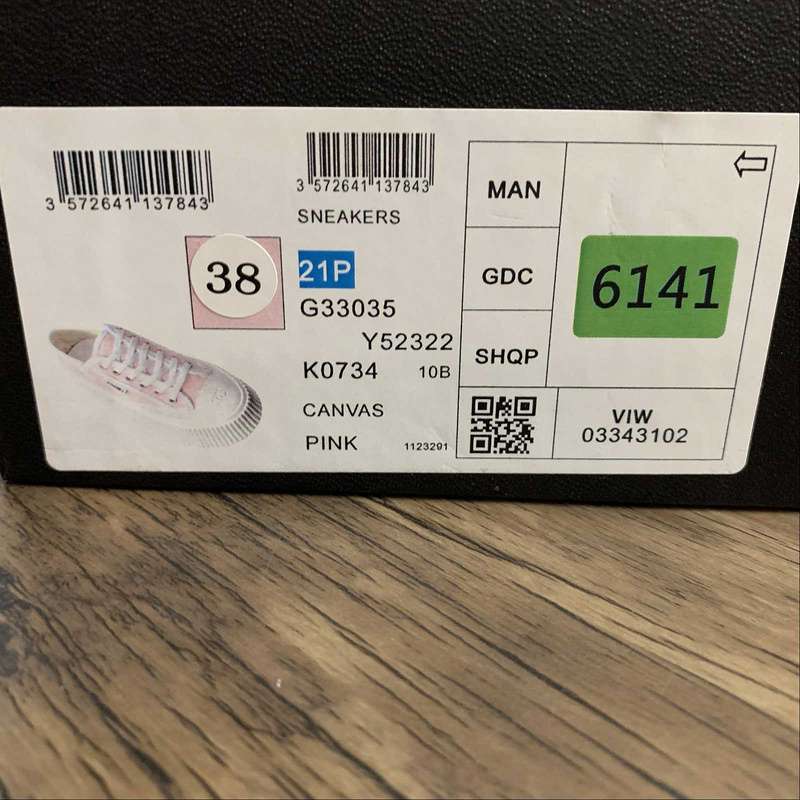 3 572641 137843
3 572641 137843
SNEAKERS
38
21P
G33035
Y52322
K0734 10B
CANVAS
PINK 1123291
MAN
GDC
SHQP
6141
VIW
03343102